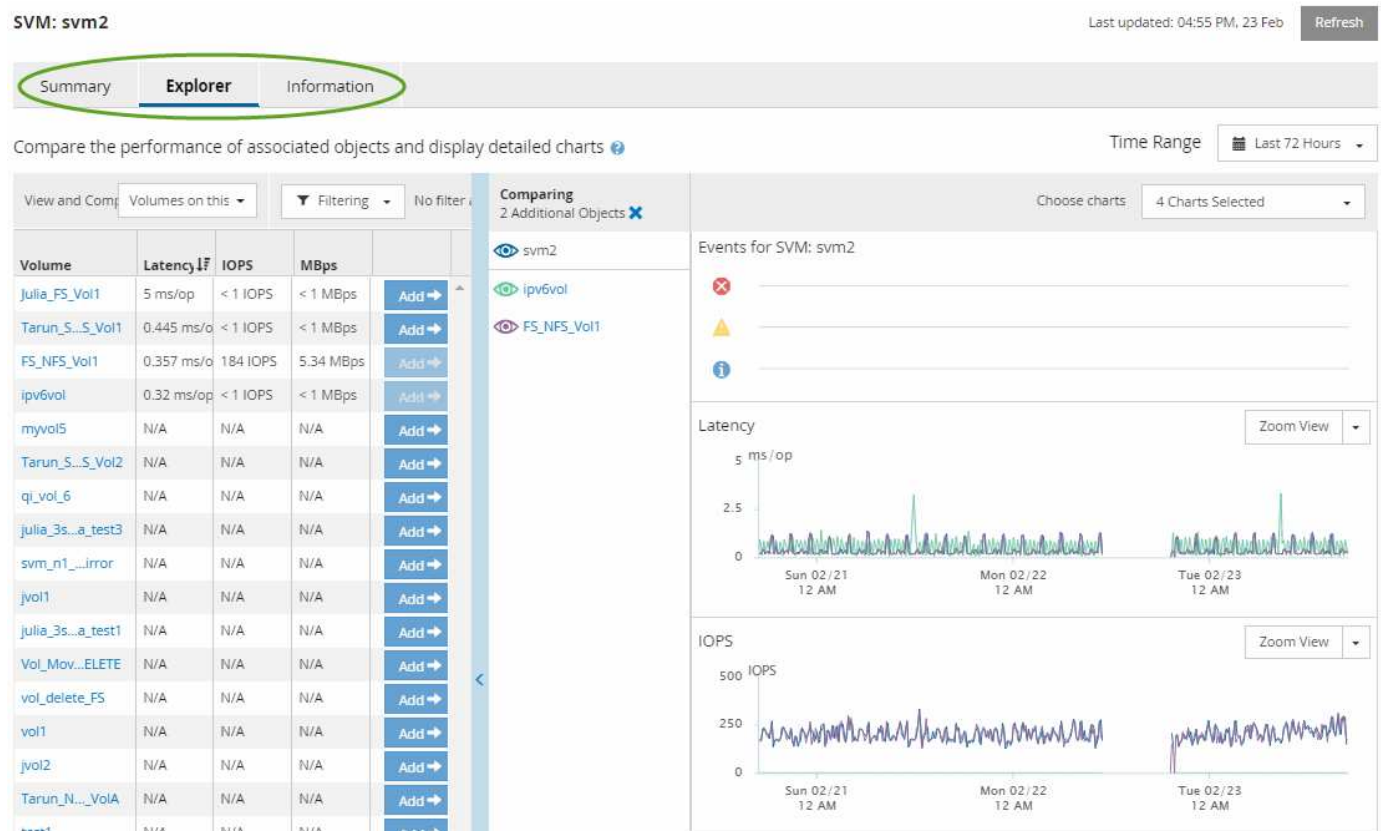 SVM: svm2
Last updated: 04:55 PM, 23 Feb Refresh
Summary Explorer Information
Compare the performance of associated objects and display detailed charts ?
Time Range Last 72 Hours
View and Comp Volumes on this Filtering No filter
Comparing
2 Additional Objects
Choose charts 4 Charts Selected
Volume Latency IOPS MBps
Julia_FS_Vol1 5 ms/op < 1 IOPS < 1 MBps Add
Tarun_S...S_Vol1 0.445 ms/o < 1 IOPS < 1 MBps Add
FS_NFS_Vol1 0.357 ms/o 184 IOPS 5.34 MBps Add
ipv6vol 0.32 ms/op < 1 IOPS < 1 MBps Add
myvol5 N/A N/A N/A Add
Tarun_S...S_Vol2 N/A N/A N/A Add
qi_vol_6 N/A N/A N/A Add
julia_3s...a_test3 N/A N/A N/A Add
svm_n1_...irror N/A N/A N/A Add
jvol1 N/A N/A N/A Add
julia_3s...a_test1 N/A N/A N/A Add
Vol_Mov...ELETE N/A N/A N/A Add
vol_delete_FS N/A N/A N/A Add
vol1 N/A N/A N/A Add
jvol2 N/A N/A N/A Add
Tarun_N..._VolA N/A N/A N/A Add
svm2
ipv6vol
FS_NFS_Vol1
Events for SVM: svm2
Latency Zoom View
5 ms/op
2.5
0
Sun 02/21 Mon 02/22 Tue 02/23
12 AM 12 AM 12 AM
IOPS Zoom View
500 IOPS
250
0
Sun 02/21 Mon 02/22 Tue 02/23
12 AM 12 AM 12 AM